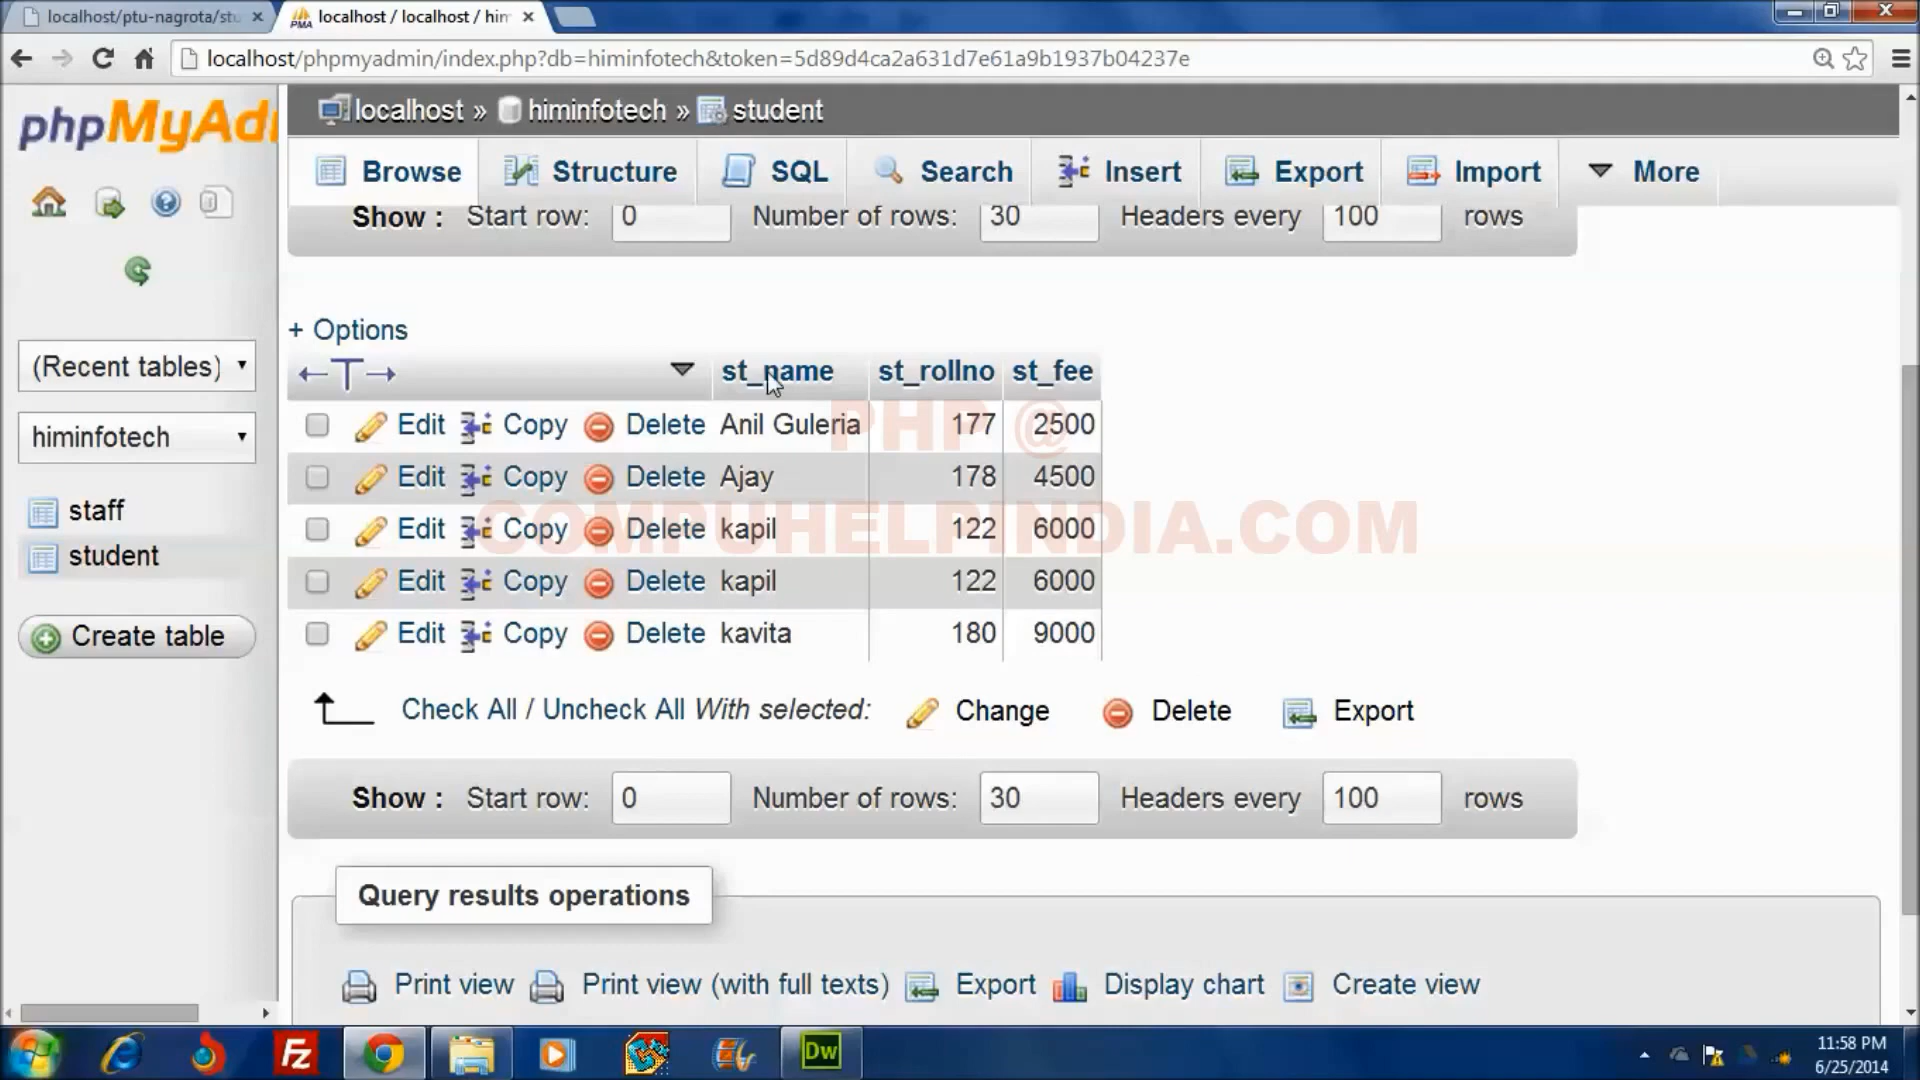 localhost/ptu-nagrota/stu
localhost / localhost / him
localhost/phpmyadmin/index.php?db=himinfotech&token=5d89d4ca2a631d7e61a9b1937b04237e
phpMyAd
localhost » himinfotech » student
Browse Structure SQL Search Insert Export Import More
Show : Start row: 0 Number of rows: 30 Headers every 100 rows
(Recent tables)
himinfotech
staff
student
Create table
+ Options
st_name st_rollno st_fee
Edit Copy Delete Anil Guleria 177 2500
Edit Copy Delete Ajay 178 4500
Edit Copy Delete kapil 122 6000
Edit Copy Delete kapil 122 6000
Edit Copy Delete kavita 180 9000
PHP @
COMPUHELPINDIA.COM
Check All / Uncheck All With selected: Change Delete Export
Show : Start row: 0 Number of rows: 30 Headers every 100 rows
Query results operations
Print view Print view (with full texts) Export Display chart Create view
Fz
Dw
11:58 PM
6/25/2014